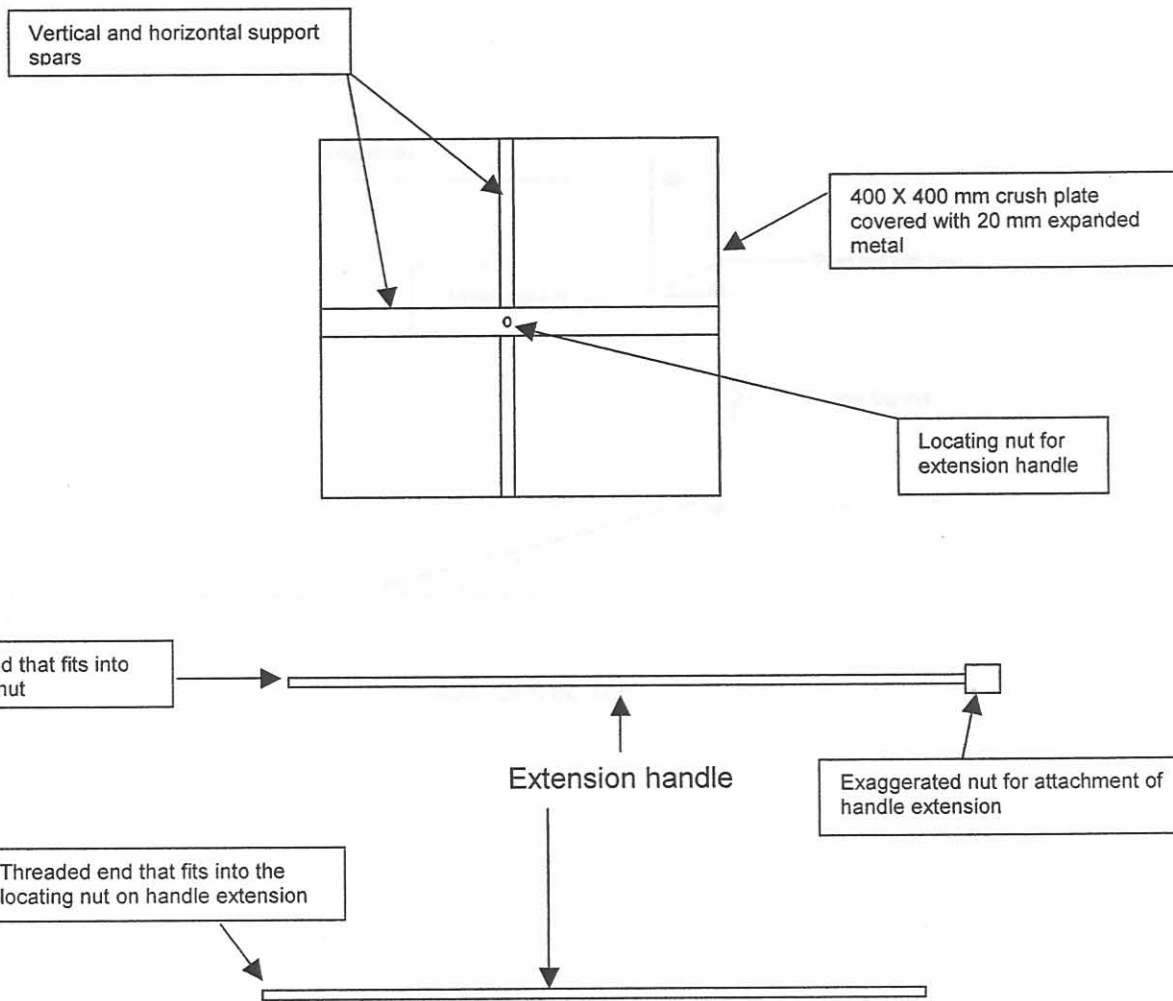 Vertical and horizontal support
spars
400 X 400 mm crush plate
covered with 20 mm expanded
metal
Locating nut for
extension handle
d that fits into
nut
Extension handle
Exaggerated nut for attachment of
handle extension
Threaded end that fits into the
locating nut on handle extension